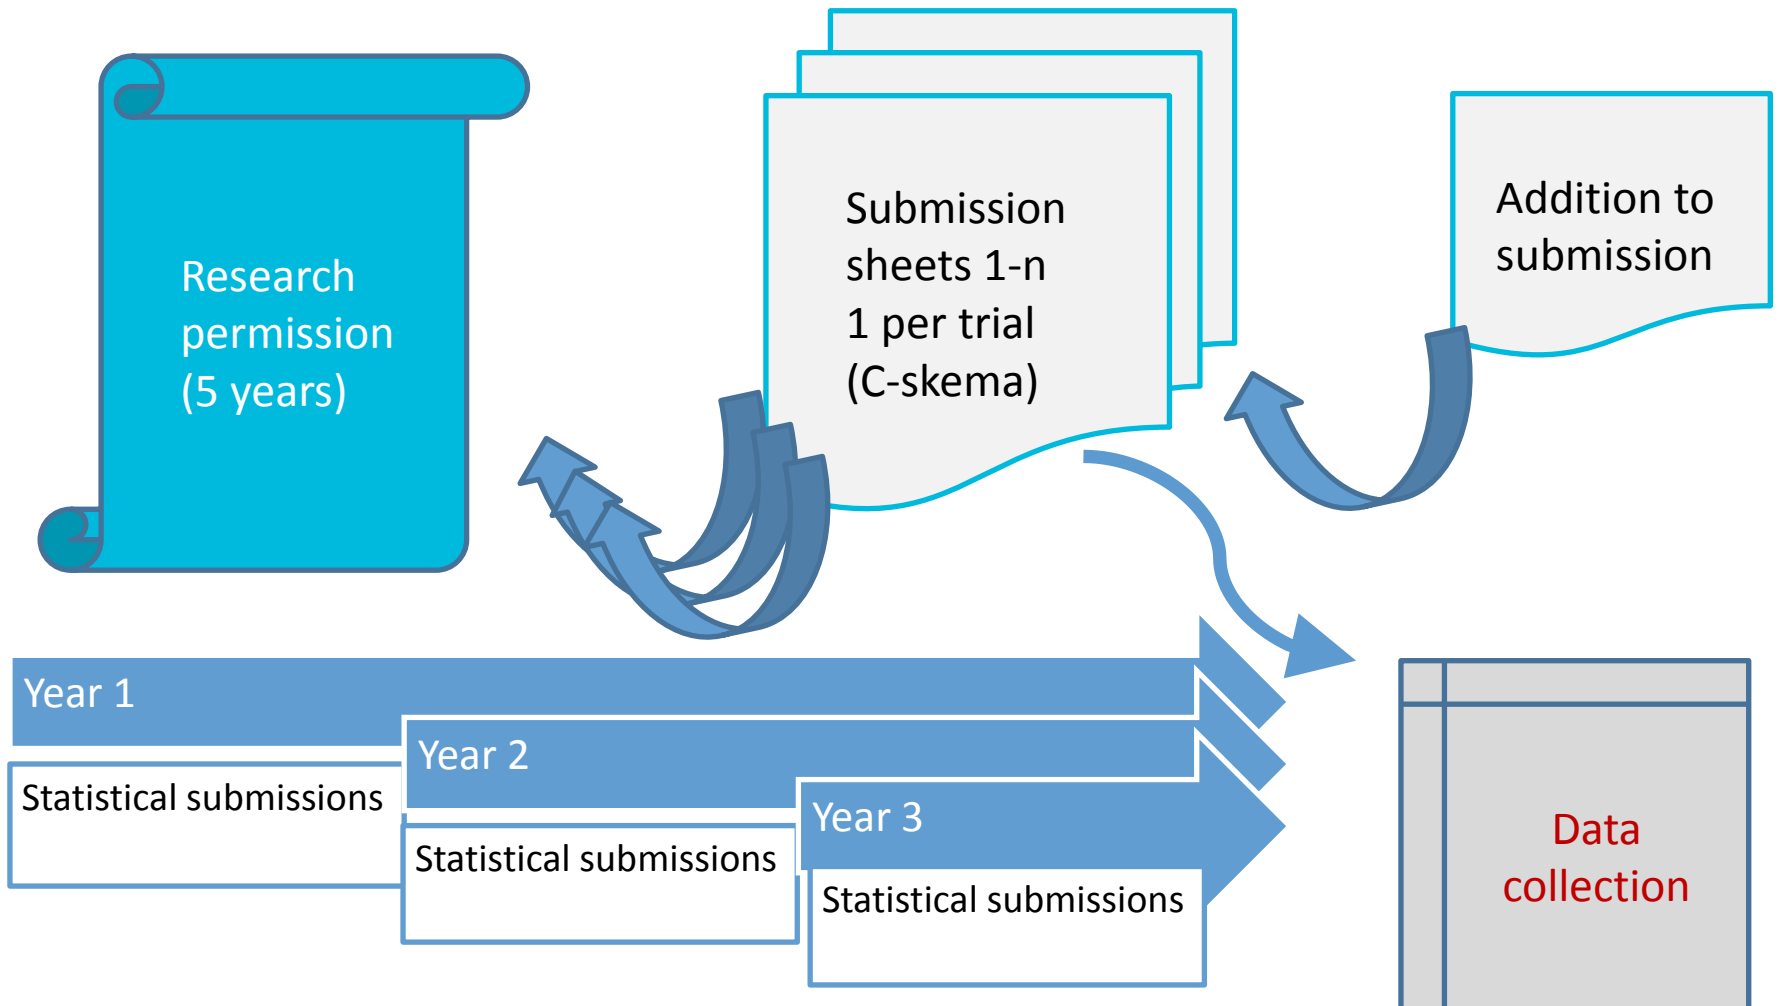 Research
permission
(5 years)
Submission
sheets 1-n
1 per trial
(C-skema)
Addition to
submission
Year 1
Statistical submissions
Year 2
Statistical submissions
Year 3
Statistical submissions
Data
collection